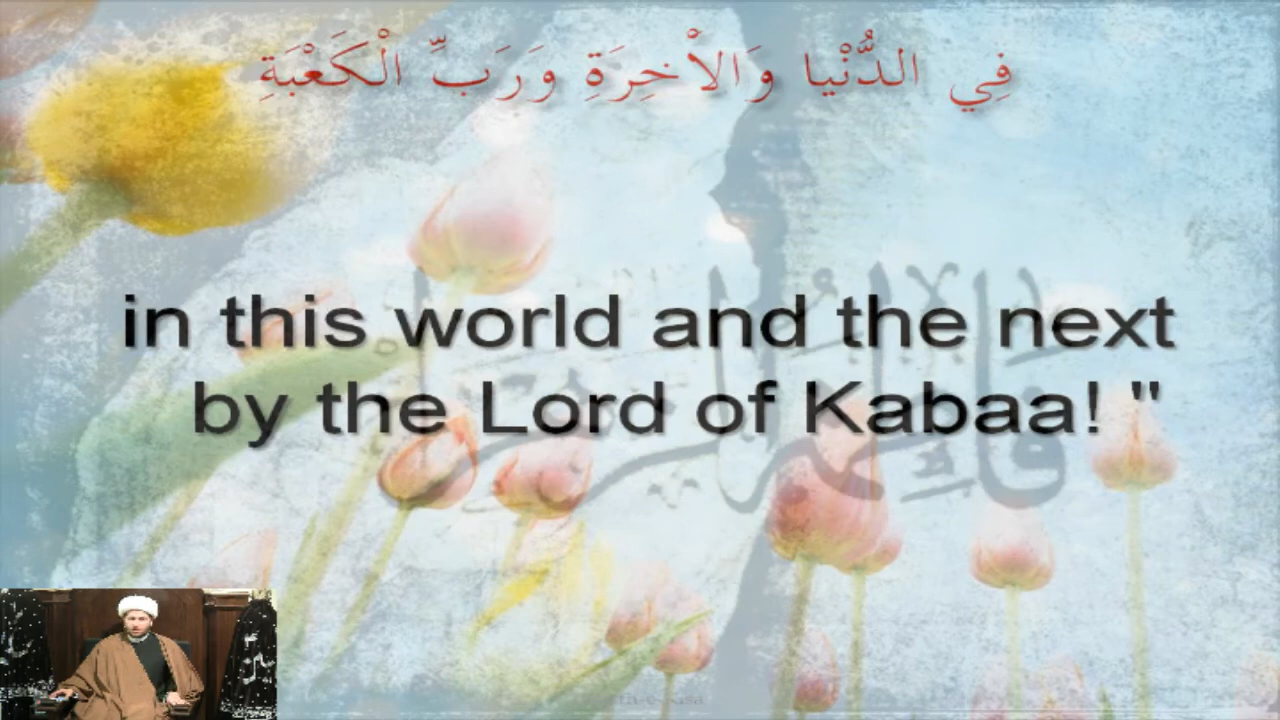 فِي الدُّنْيا وَالاْخِرَةِ وَرَبِّ الْكَعْبَةِ
in this world and the next
by the Lord of Kabaa! "